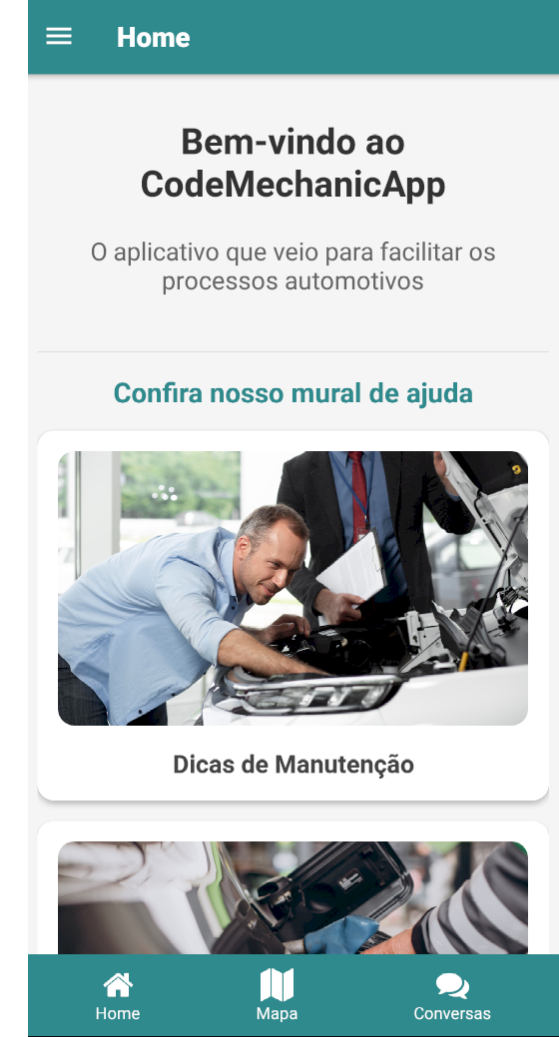 Home
Bem-vindo ao
CodeMechanicApp
O aplicativo que veio para facilitar os
processos automotivos
Confira nosso mural de ajuda
Dicas de Manutenção
Home
Mapa
Conversas